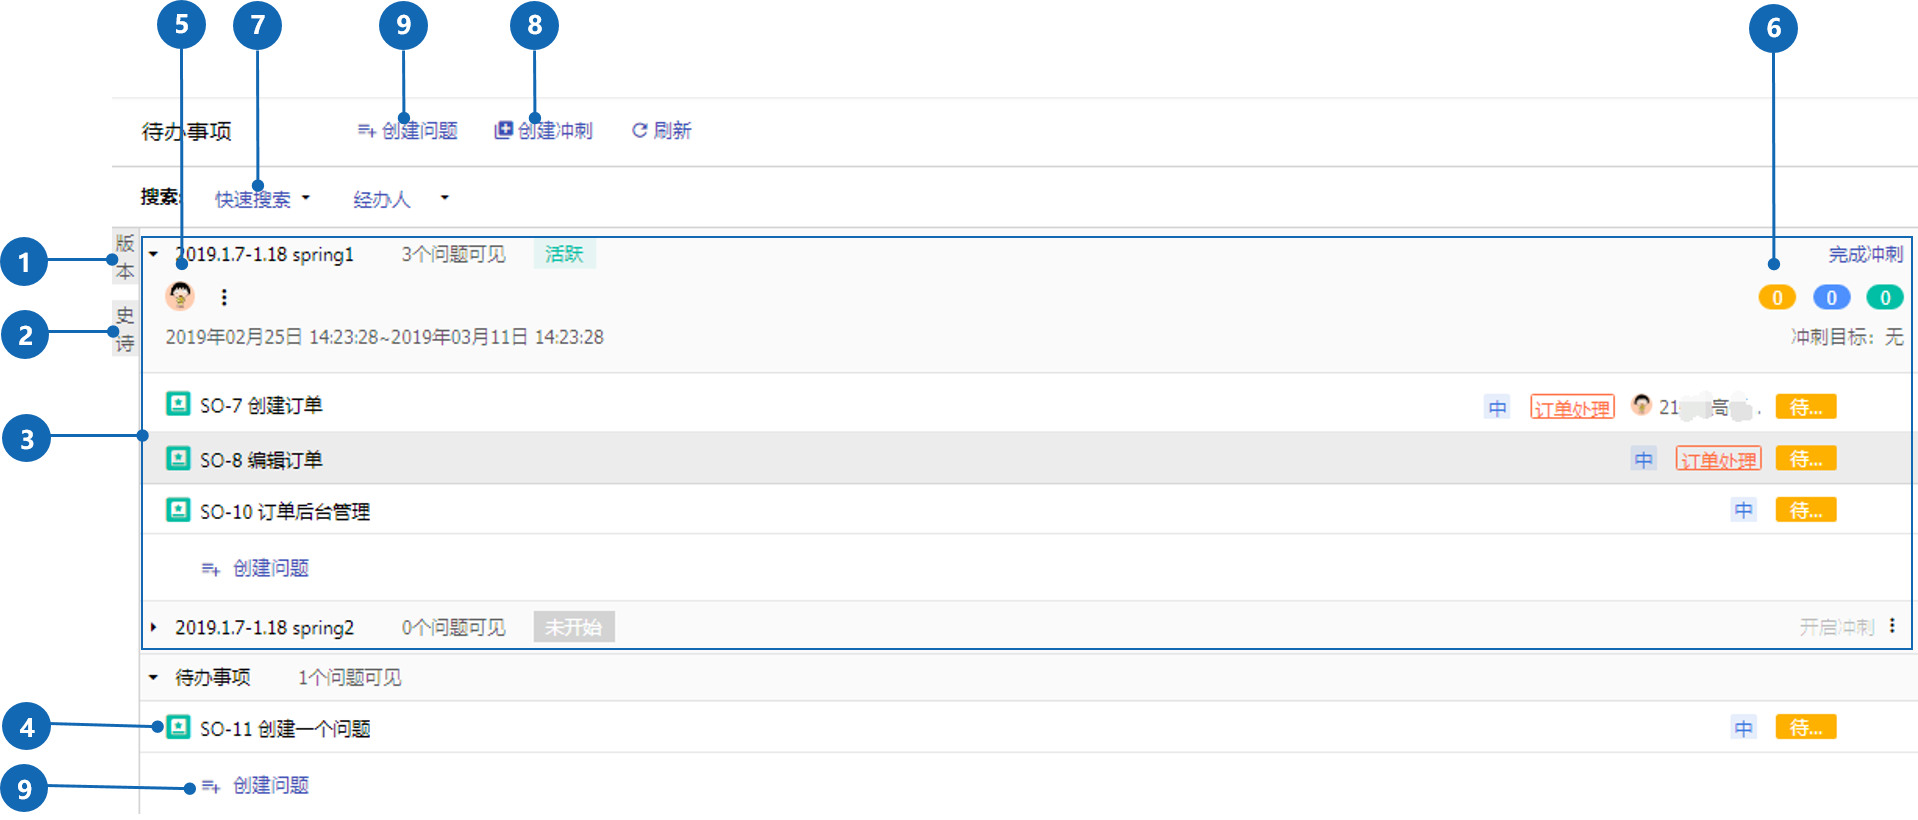 5 7 9 8 6
待办事项 创建问题 创建冲刺 刷新
搜索: 快速搜索 经办人
1 版本 2019.1.7-1.18 spring1 3个问题可见 活跃 完成冲刺
0 0 0
2 史诗 2019年02月25日 14:23:28~2019年03月11日 14:23:28 冲刺目标：无
SO-7 创建订单 中 订单处理 21 高 . 待...
3
SO-8 编辑订单 中 订单处理 待...
SO-10 订单后台管理 中 待...
创建问题
2019.1.7-1.18 spring2 0个问题可见 未开始 开启冲刺
待办事项 1个问题可见
4 SO-11 创建一个问题 中 待...
9 创建问题